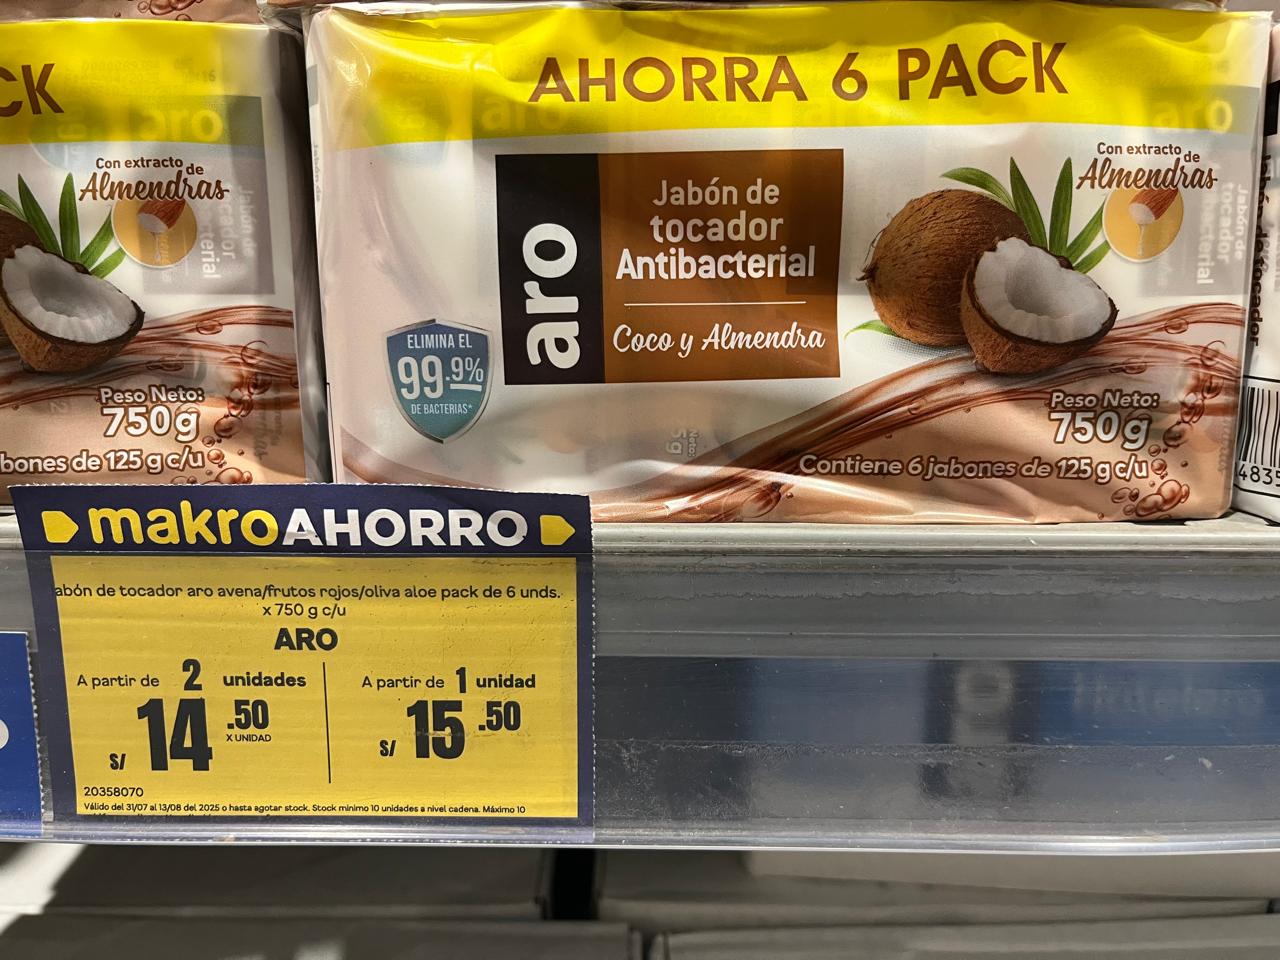 CK
Con extracto de
Almendras
Peso Neto:
750g
bones de 125 g c/u
AHORRA 6 PACK
aro
Jabón de
tocador
Antibacterial
Coco y Almendra
ELIMINA EL
99.9%
DE BACTERIAS*
Con extracto de
Almendras
Peso Neto:
750g
Contiene 6 jabones de 125 g c/u
makroAHORRO
abón de tocador aro avena/frutos rojos/oliva aloe pack de 6 unds.
x 750 g c/u
ARO
A partir de 2 unidades
S/ 14.50
X UNIDAD
A partir de 1 unidad
S/ 15.50
20358070
Válido del 31/07 al 13/08 del 2025 o hasta agotar stock. Stock mínimo 10 unidades a nivel cadena. Máximo 10